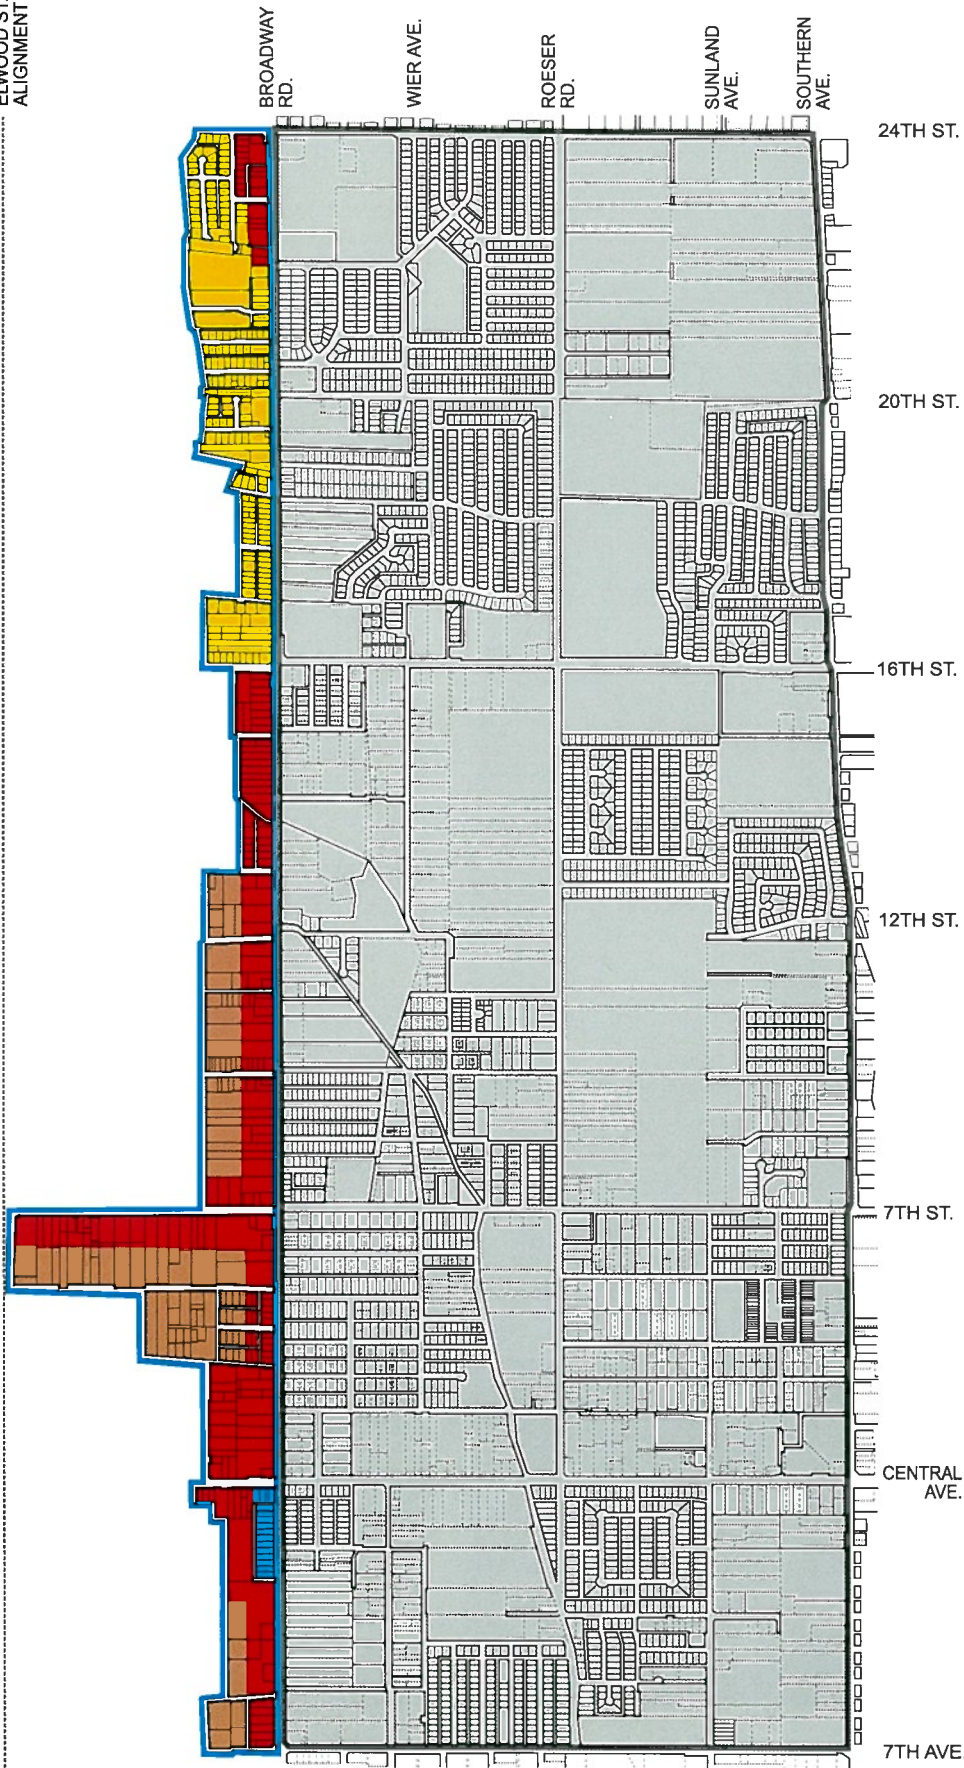 ELWOOD ST.
ALIGNMENT
BROADWAY
RD.
WIER AVE.
ROESER
RD.
SUNLAND
AVE.
SOUTHERN
AVE.
24TH ST.
20TH ST.
16TH ST.
12TH ST.
7TH ST.
CENTRAL
AVE.
7TH AVE